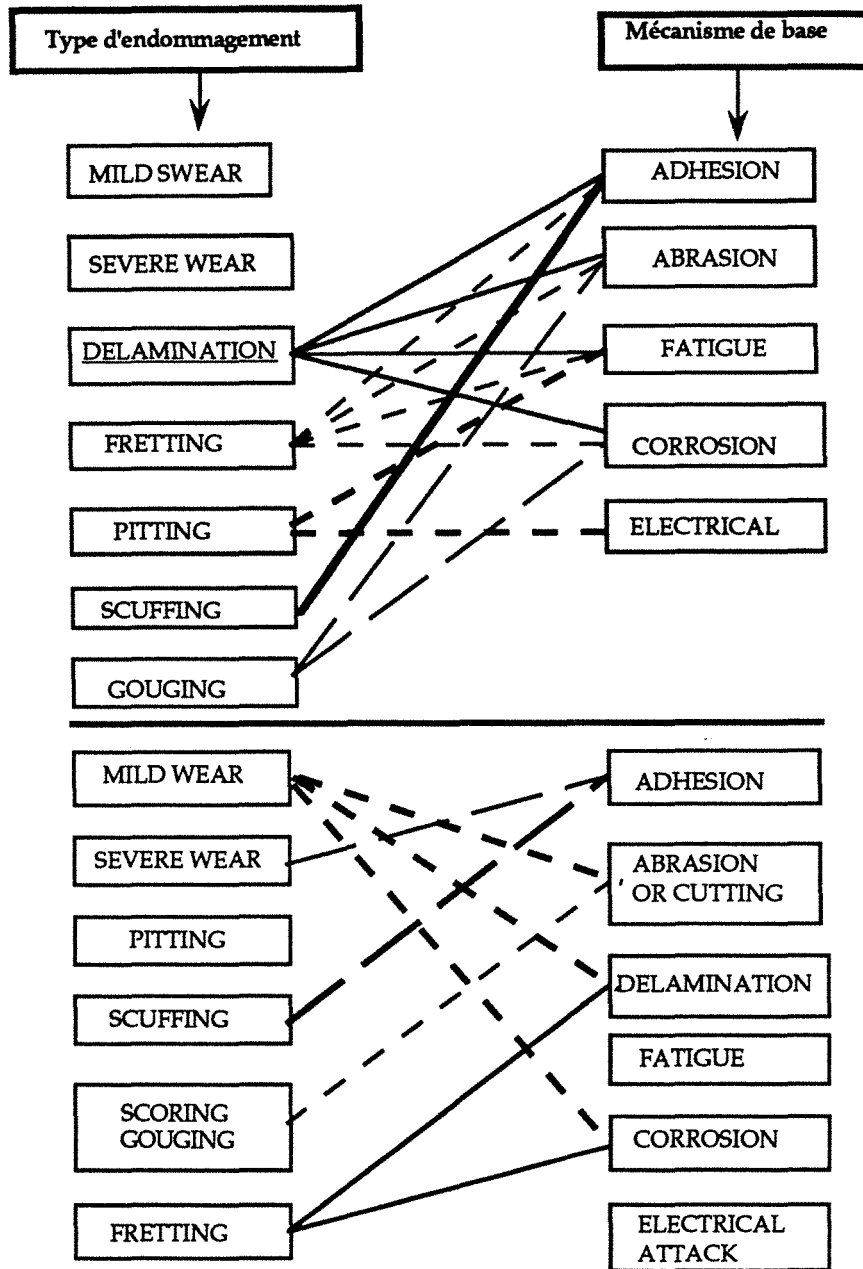 Type d'endommagement
Mécanisme de base
MILD SWEAR
ADHESION
SEVERE WEAR
ABRASION
DELAMINATION
FATIGUE
FRETTING
CORROSION
PITTING
ELECTRICAL
SCUFFING
GOUGING
MILD WEAR
ADHESION
SEVERE WEAR
ABRASION
OR CUTTING
PITTING
DELAMINATION
SCUFFING
FATIGUE
SCORING
GOUGING
CORROSION
FRETTING
ELECTRICAL
ATTACK